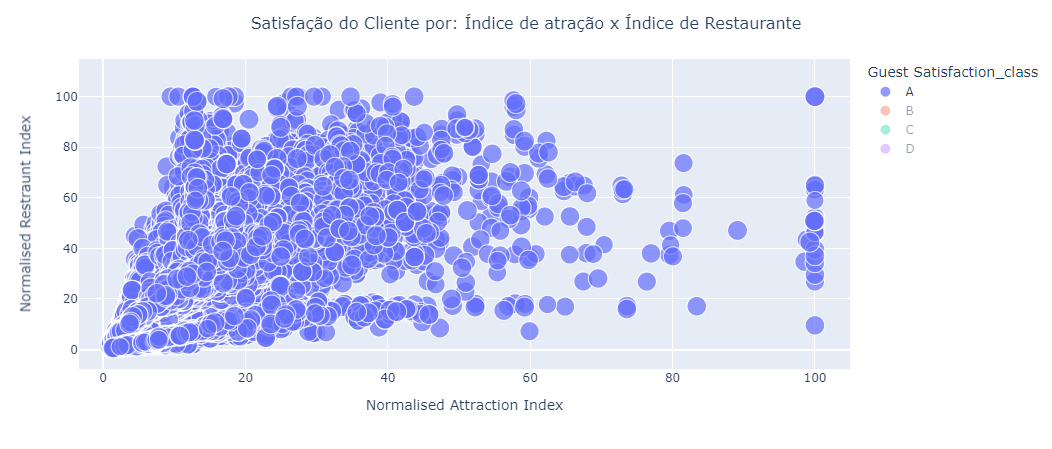 Satisfação do Cliente por: Índice de atração x Índice de Restaurante
Guest Satisfaction_class
A
B
C
D
Normalised Restraunt Index
100
80
60
40
20
0
0 20 40 60 80 100
Normalised Attraction Index